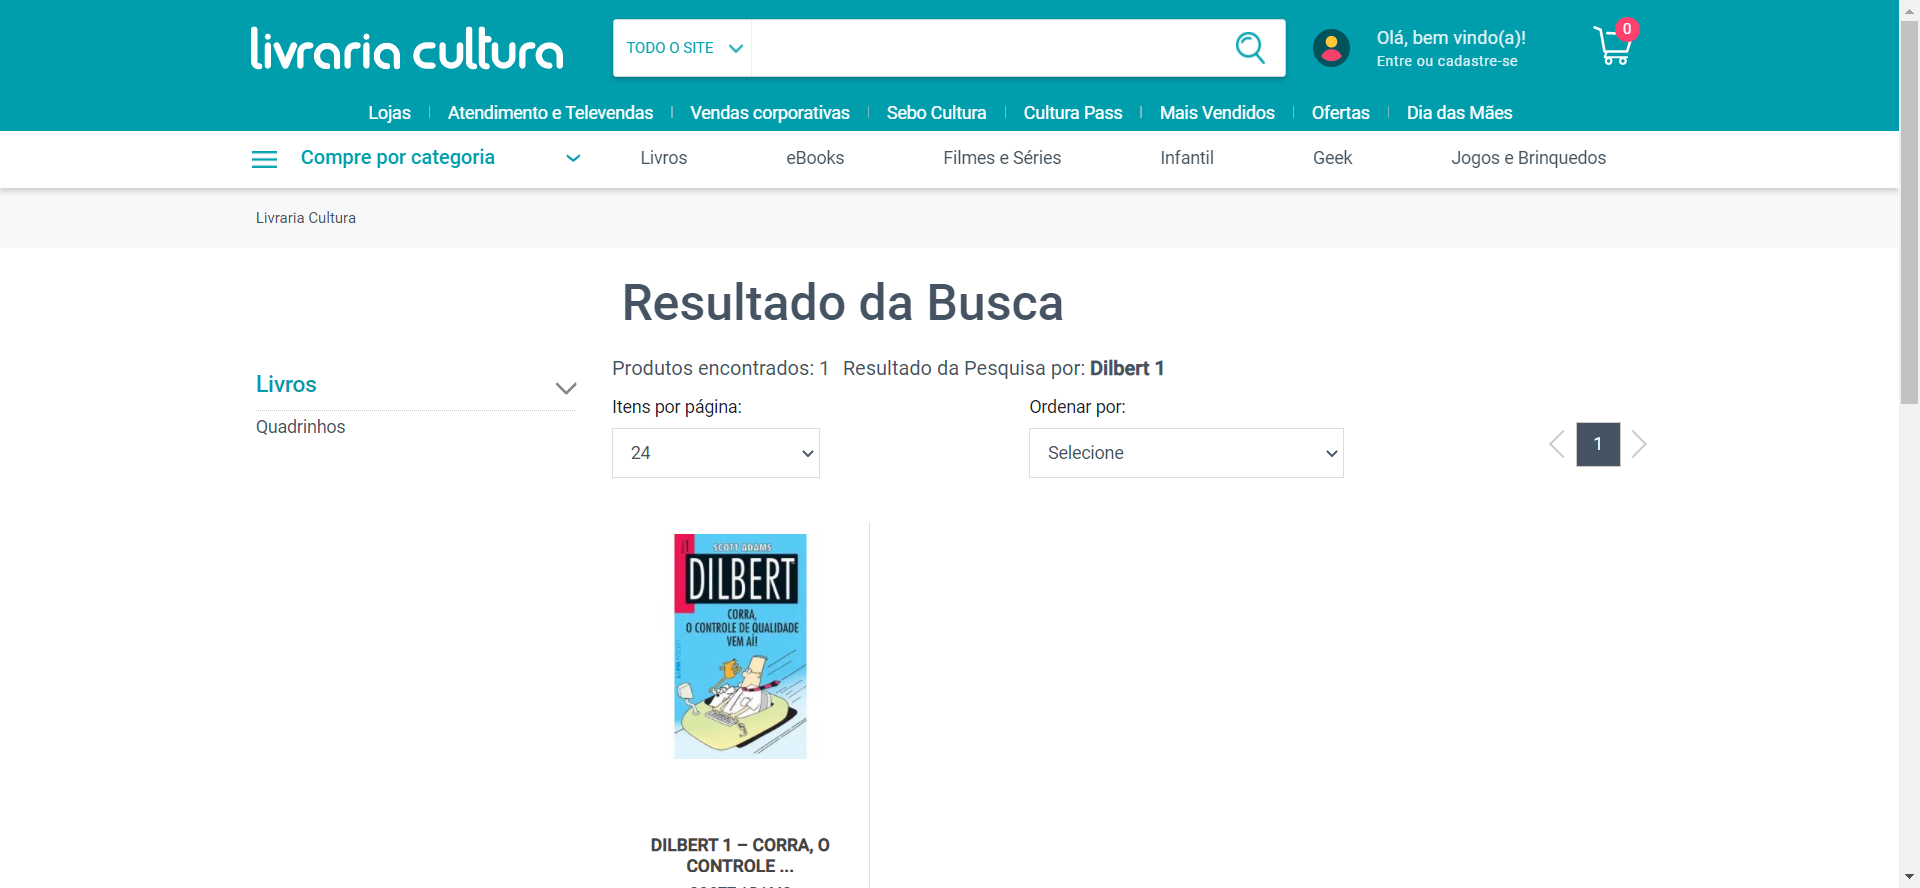 livraria cultura
TODO O SITE
Olá, bem vindo(a)!
Entre ou cadastre-se
0
Lojas
Atendimento e Televendas
Vendas corporativas
Sebo Cultura
Cultura Pass
Mais Vendidos
Ofertas
Dia das Mães
Compre por categoria
Livros
eBooks
Filmes e Séries
Infantil
Geek
Jogos e Brinquedos
Livraria Cultura
Resultado da Busca
Produtos encontrados: 1 Resultado da Pesquisa por: Dilbert 1
Livros
Quadrinhos
Itens por página:
24
Ordenar por:
Selecione
1
1
SCOTT ADAMS
DILBERT
CORRA,
O CONTROLE DE QUALIDADE
VEM AÍ!
DILBERT 1 – CORRA, O
CONTROLE ...